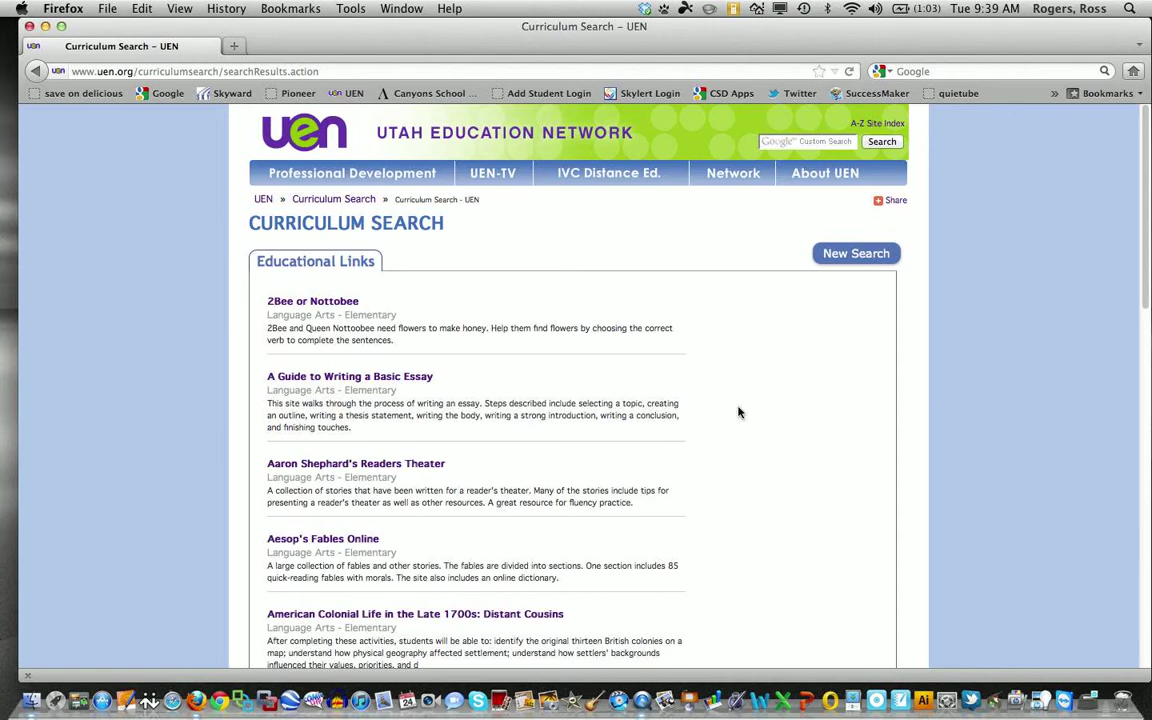 Firefox File Edit View History Bookmarks Tools Window Help (1:03) Tue 9:39 AM Rogers, Ross
Curriculum Search – UEN
Curriculum Search – UEN
www.uen.org/curriculumsearch/searchResults.action Google
save on delicious Google Skyward Pioneer UEN Canyons School ... Add Student Login Skylert Login CSD Apps Twitter SuccessMaker quietube » Bookmarks
uen UTAH EDUCATION NETWORK
A-Z Site Index
Google™ Custom Search Search
Professional Development UEN-TV IVC Distance Ed. Network About UEN
UEN » Curriculum Search » Curriculum Search - UEN Share
CURRICULUM SEARCH
New Search
Educational Links
2Bee or Nottobee
Language Arts - Elementary
2Bee and Queen Nottoobee need flowers to make honey. Help them find flowers by choosing the correct
verb to complete the sentences.
A Guide to Writing a Basic Essay
Language Arts - Elementary
This site walks through the process of writing an essay. Steps described include selecting a topic, creating
an outline, writing a thesis statement, writing the body, writing a strong introduction, writing a conclusion,
and finishing touches.
Aaron Shephard's Readers Theater
Language Arts - Elementary
A collection of stories that have been written for a reader's theater. Many of the stories include tips for
presenting a reader's theater as well as other resources. A great resource for fluency practice.
Aesop's Fables Online
Language Arts - Elementary
A large collection of fables and other stories. The fables are divided into sections. One section includes 85
quick-reading fables with morals. The site also includes an online dictionary.
American Colonial Life in the Late 1700s: Distant Cousins
Language Arts - Elementary
After completing these activities, students will be able to: identify the original thirteen British colonies on a
map; understand how physical geography affected settlement; understand how settlers' backgrounds
influenced their values, priorities, and d